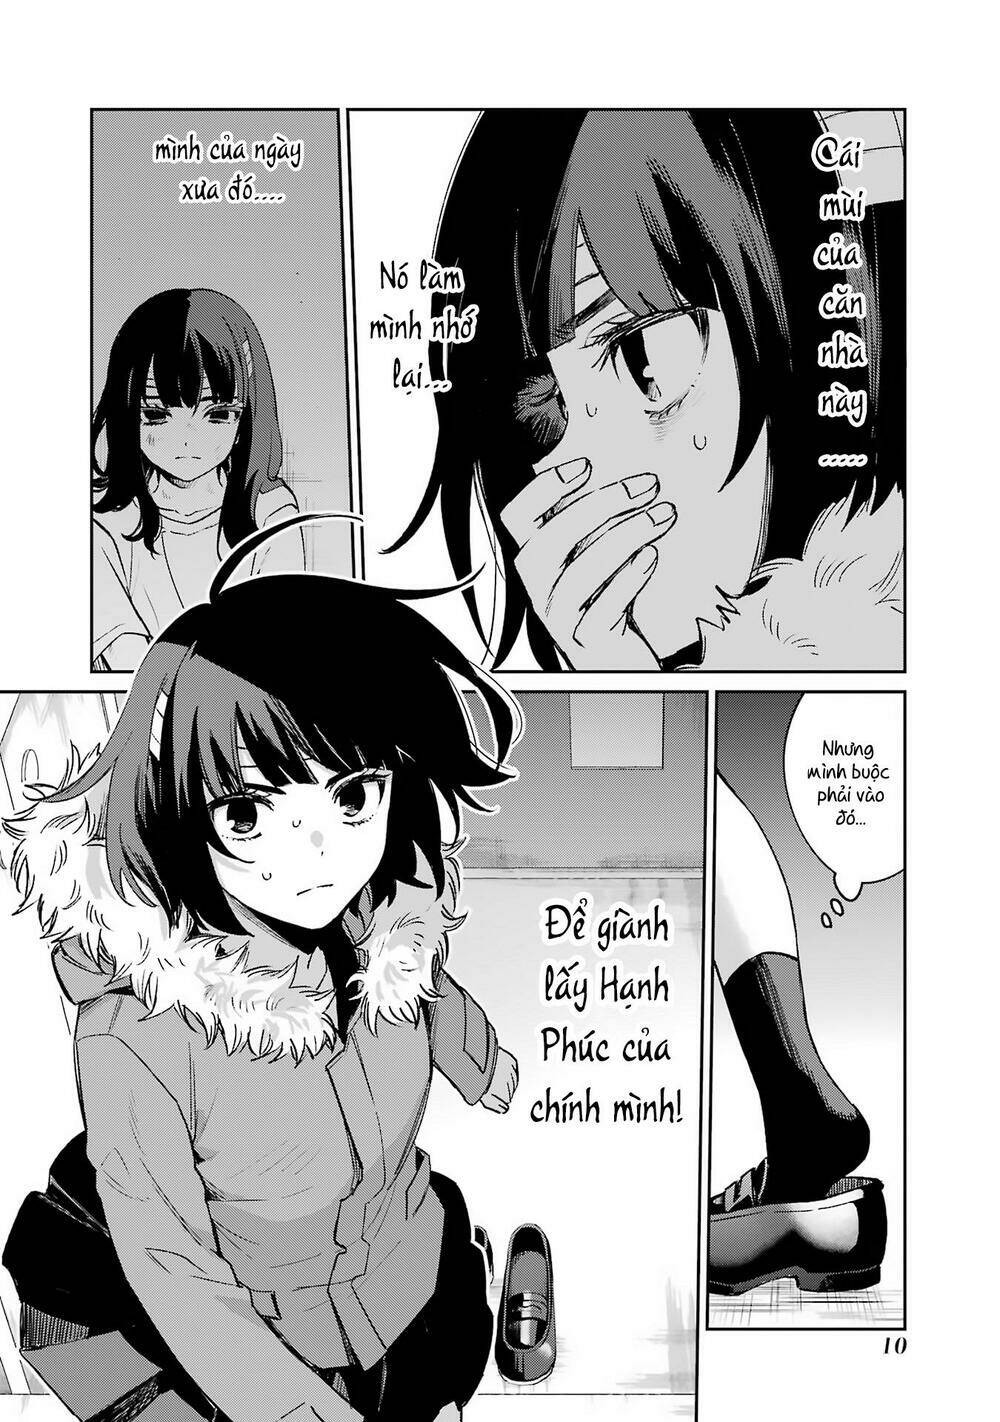 Cái
mùi
của
căn
nhà
này
......
Nó làm
mình nhớ
lại....
mình của ngày
xưa đó.....
Nhưng
mình buộc
phải vào
đó...
Để giành
lấy Hạnh
Phúc của
chính mình!
10